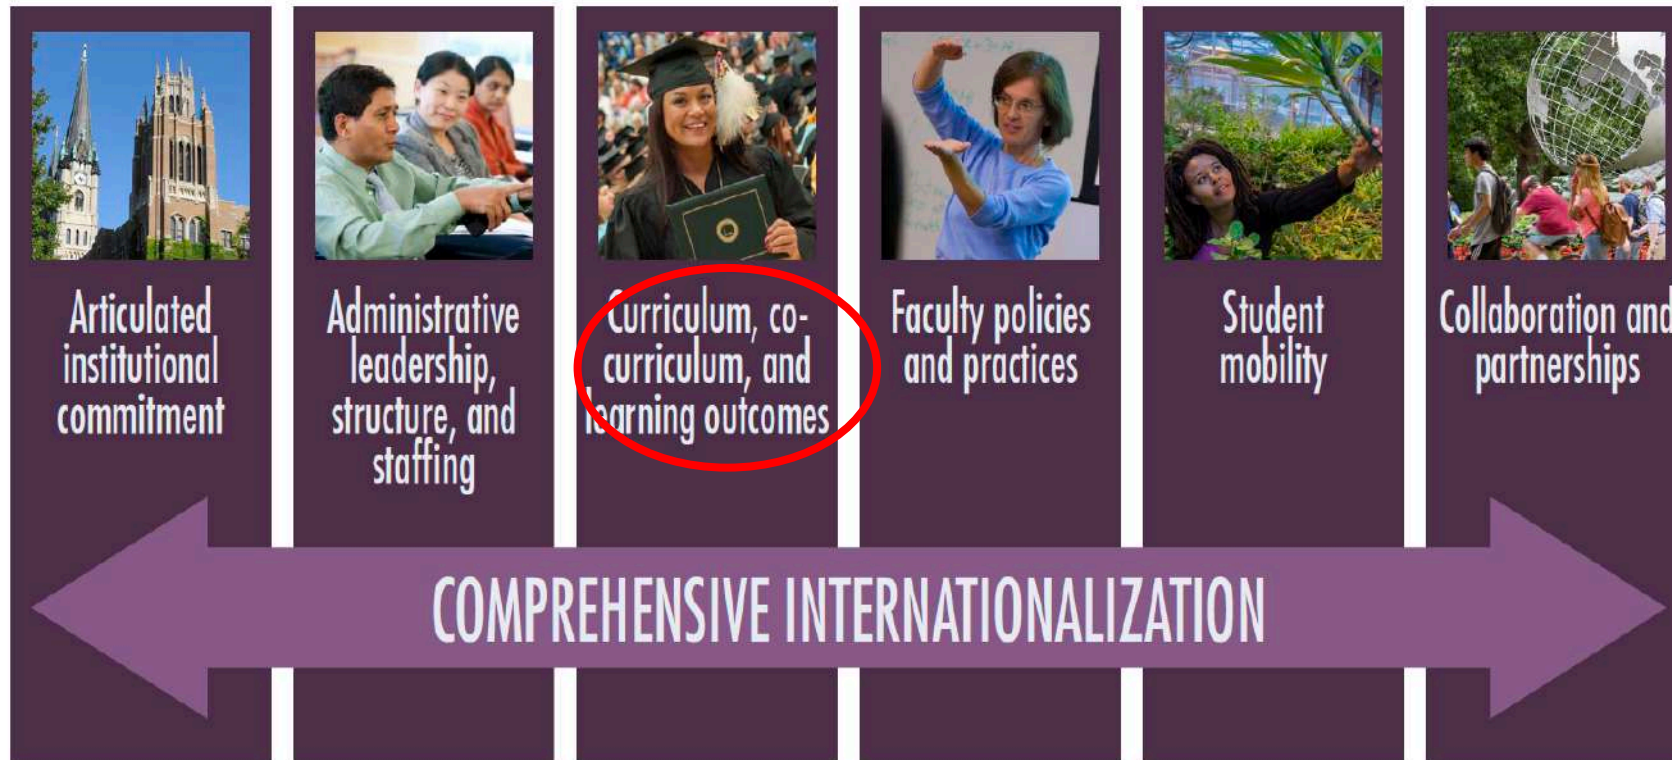 Articulated
institutional
commitment
Administrative
leadership,
structure, and
staffing
Curriculum, co-
curriculum, and
learning outcomes
Faculty policies
and practices
Student
mobility
Collaboration and
partnerships
COMPREHENSIVE INTERNATIONALIZATION